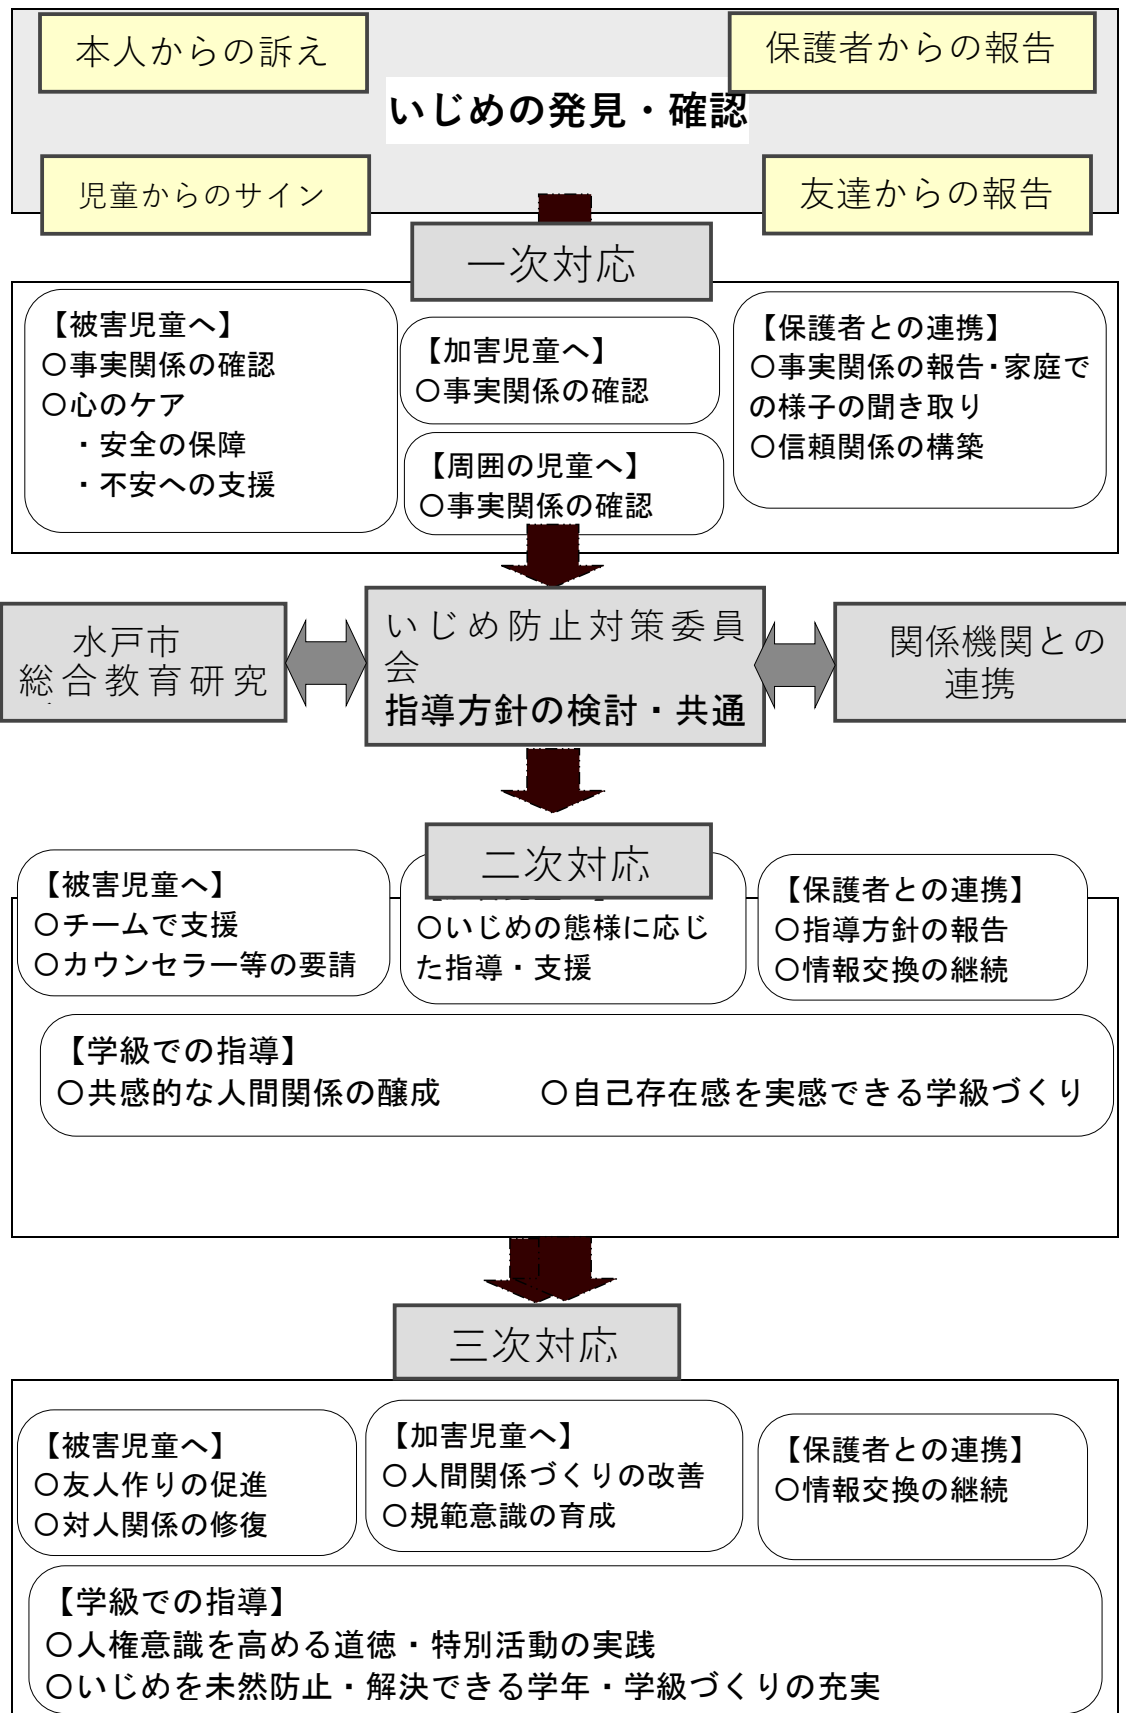 本人からの訴え
保護者からの報告
いじめの発見・確認
児童からのサイン
友達からの報告
一次対応
【被害児童へ】
○事実関係の確認
○心のケア
・安全の保障
・不安への支援
【加害児童へ】
○事実関係の確認
【周囲の児童へ】
○事実関係の確認
【保護者との連携】
○事実関係の報告・家庭で
の様子の聞き取り
○信頼関係の構築
水戸市
総合教育研究
いじめ防止対策委員
会
指導方針の検討・共通
関係機関との
連携
二次対応
【被害児童へ】
○チームで支援
○カウンセラー等の要請
○いじめの態様に応じ
た指導・支援
【保護者との連携】
○指導方針の報告
○情報交換の継続
【学級での指導】
○共感的な人間関係の醸成　　　○自己存在感を実感できる学級づくり
三次対応
【被害児童へ】
○友人作りの促進
○対人関係の修復
【加害児童へ】
○人間関係づくりの改善
○規範意識の育成
【保護者との連携】
○情報交換の継続
【学級での指導】
○人権意識を高める道徳・特別活動の実践
○いじめを未然防止・解決できる学年・学級づくりの充実